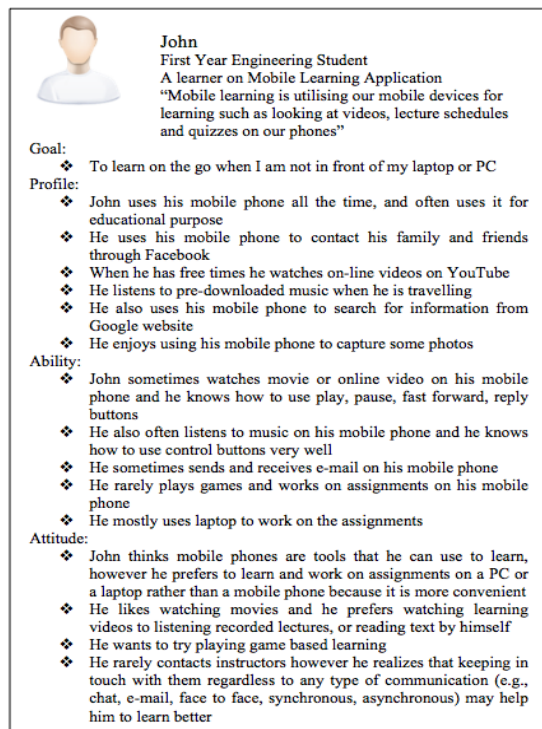 John
First Year Engineering Student
A learner on Mobile Learning Application
“Mobile learning is utilising our mobile devices for
learning such as looking at videos, lecture schedules
and quizzes on our phones”
Goal:
❖ To learn on the go when I am not in front of my laptop or PC
Profile:
❖ John uses his mobile phone all the time, and often uses it for
educational purpose
❖ He uses his mobile phone to contact his family and friends
through Facebook
❖ When he has free times he watches on-line videos on YouTube
❖ He listens to pre-downloaded music when he is travelling
❖ He also uses his mobile phone to search for information from
Google website
❖ He enjoys using his mobile phone to capture some photos
Ability:
❖ John sometimes watches movie or online video on his mobile
phone and he knows how to use play, pause, fast forward, reply
buttons
❖ He also often listens to music on his mobile phone and he knows
how to use control buttons very well
❖ He sometimes sends and receives e-mail on his mobile phone
❖ He rarely plays games and works on assignments on his mobile
phone
❖ He mostly uses laptop to work on the assignments
Attitude:
❖ John thinks mobile phones are tools that he can use to learn,
however he prefers to learn and work on assignments on a PC or
a laptop rather than a mobile phone because it is more convenient
❖ He likes watching movies and he prefers watching learning
videos to listening recorded lectures, or reading text by himself
❖ He wants to try playing game based learning
❖ He rarely contacts instructors however he realizes that keeping in
touch with them regardless to any type of communication (e.g.,
chat, e-mail, face to face, synchronous, asynchronous) may help
him to learn better